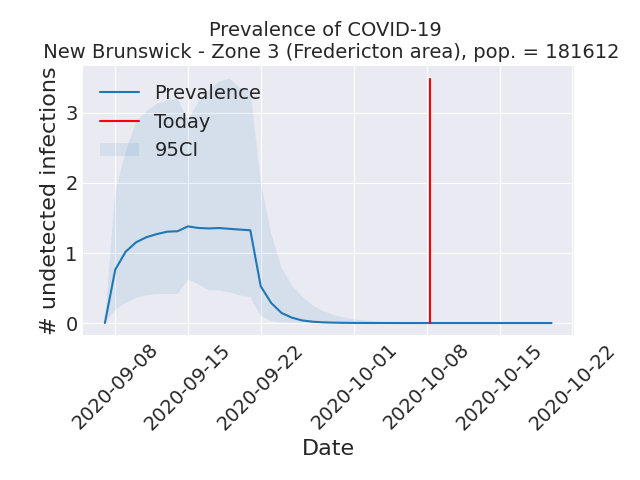 Prevalence of COVID-19
New Brunswick - Zone 3 (Fredericton area), pop. = 181612
# undetected infections
3
2
1
0
Prevalence
Today
95CI
2020-09-08
2020-09-15
2020-09-22
2020-10-01
2020-10-08
2020-10-15
2020-10-22
Date